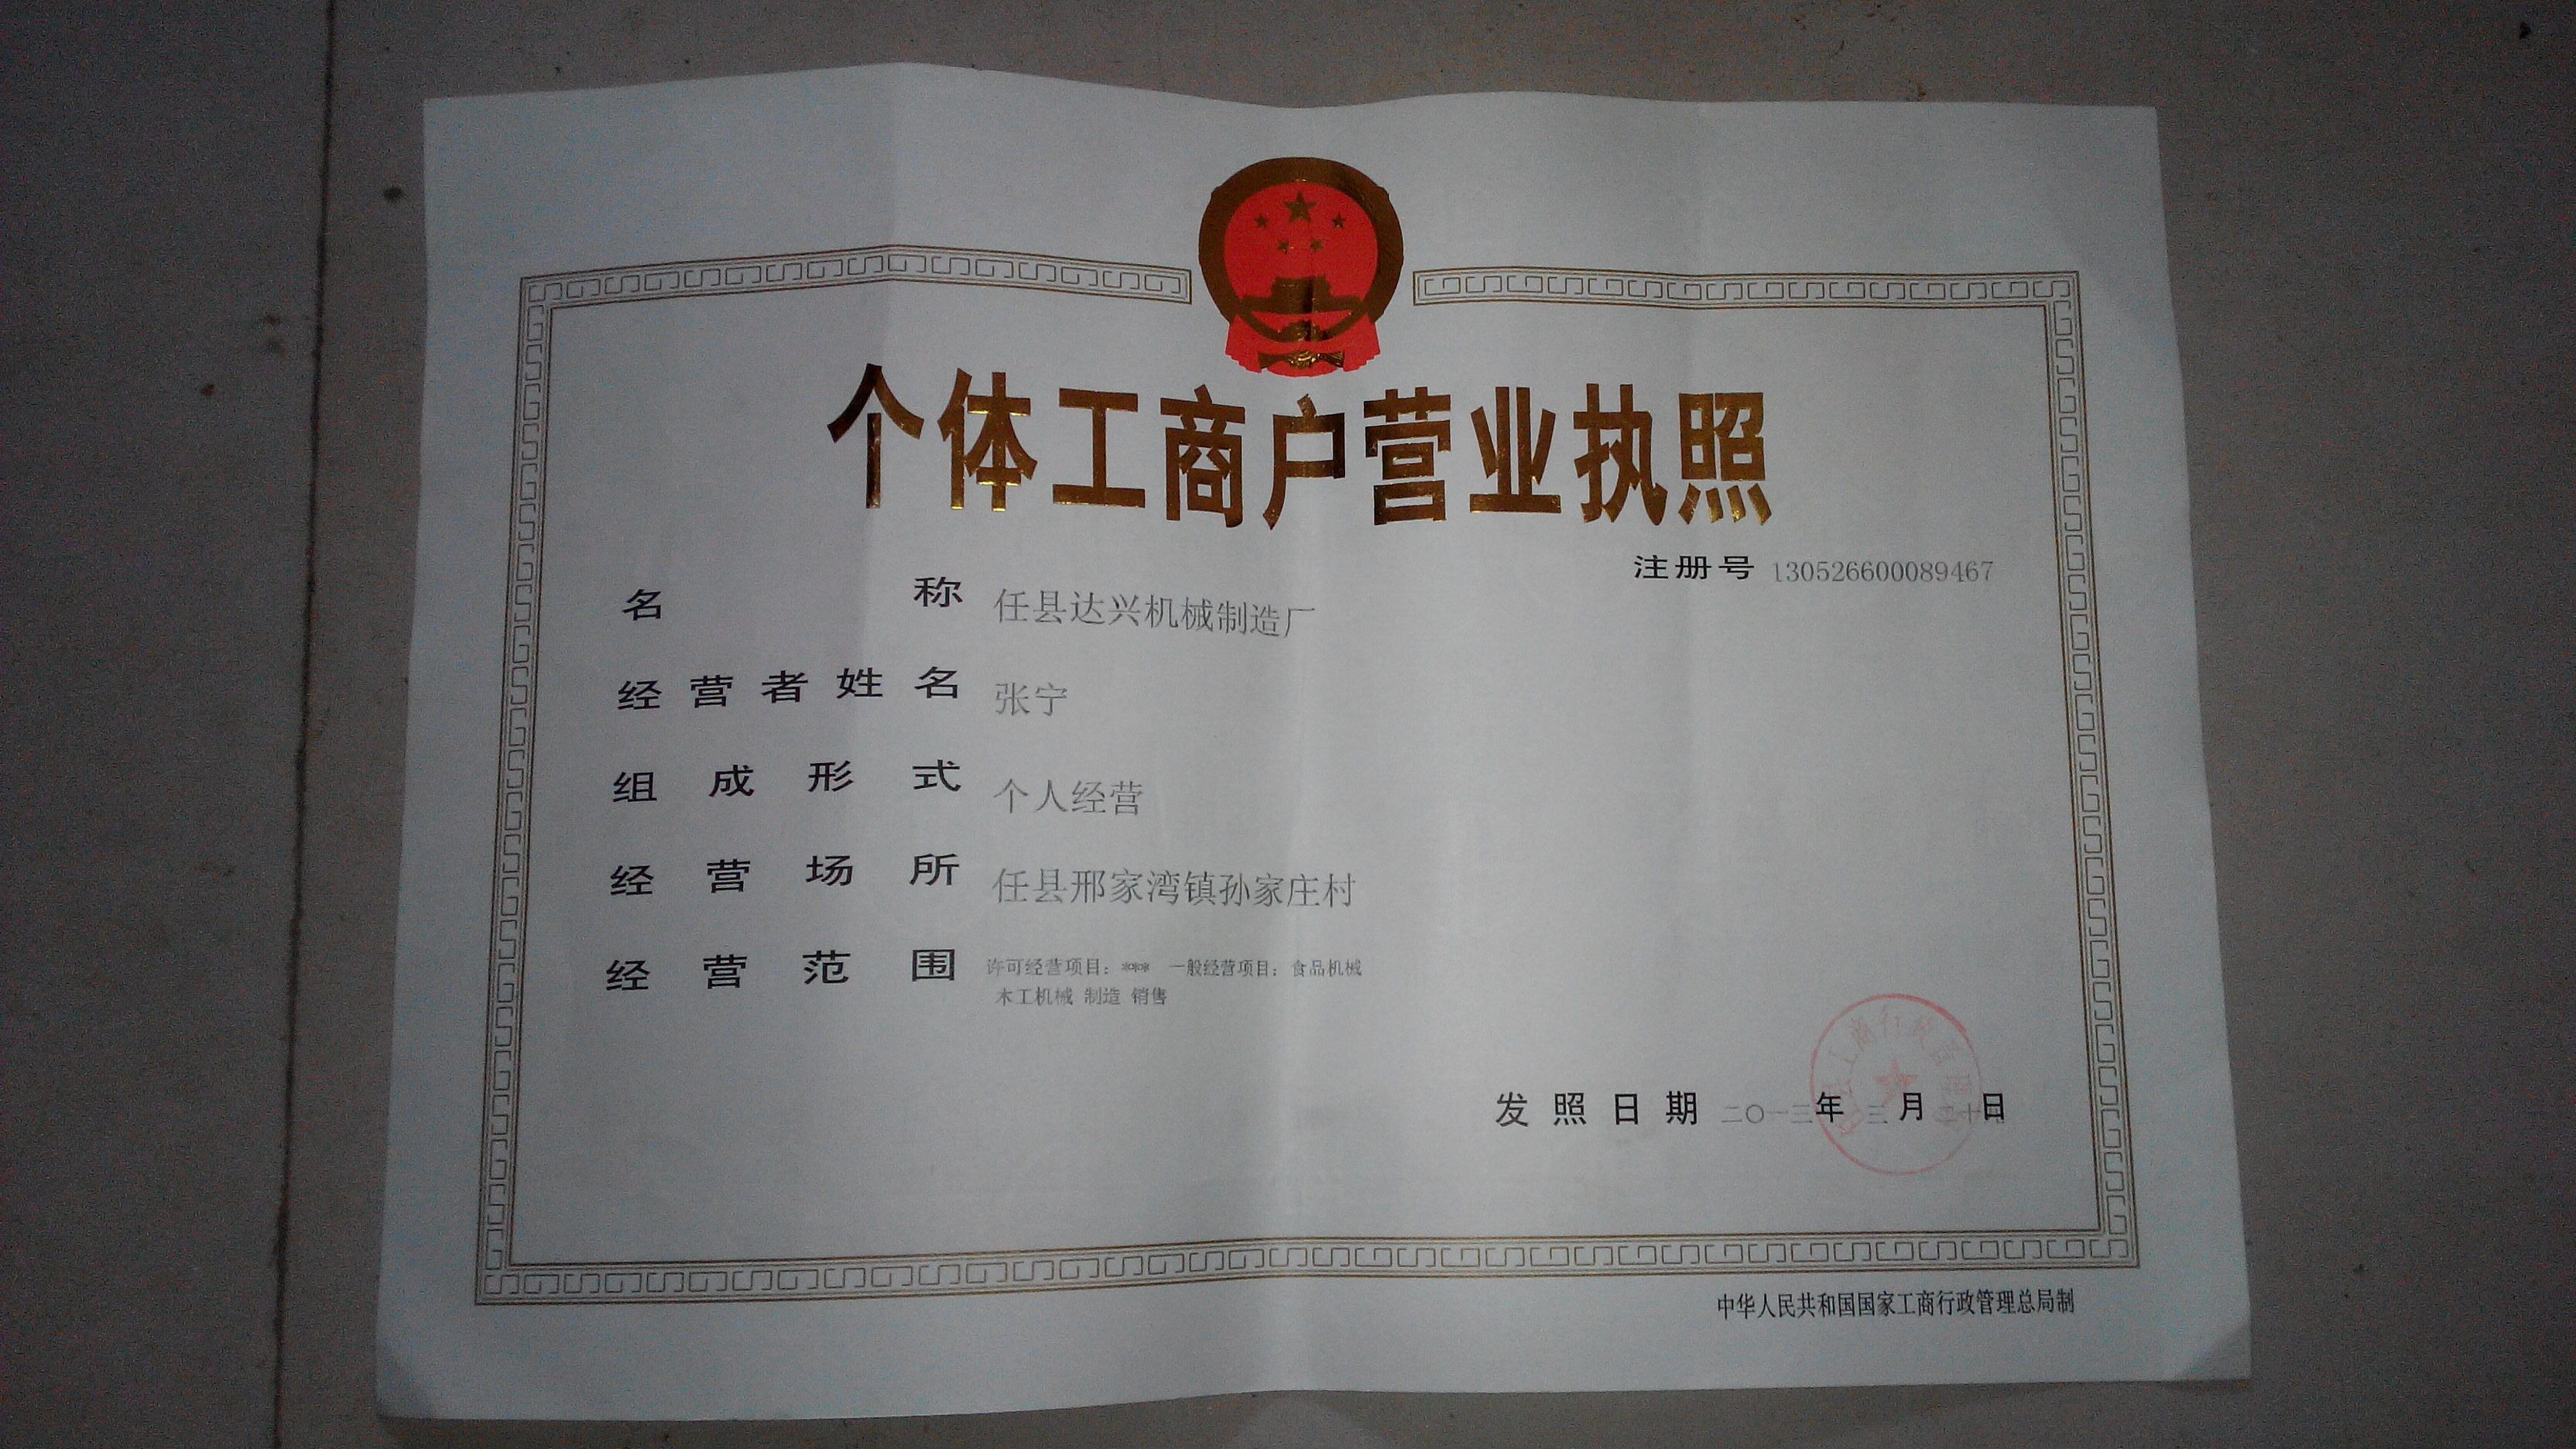 个体工商户营业执照
注册号 130526600089467
名称 任县达兴机械制造厂
经营者姓名 张宁
组成形式 个人经营
经营场所 任县邢家湾镇孙家庄村
经营范围 许可经营项目：*** 一般经营项目：食品机械
木工机械 制造 销售
发照日期 二〇一三年 三月 日
中华人民共和国国家工商行政管理总局制